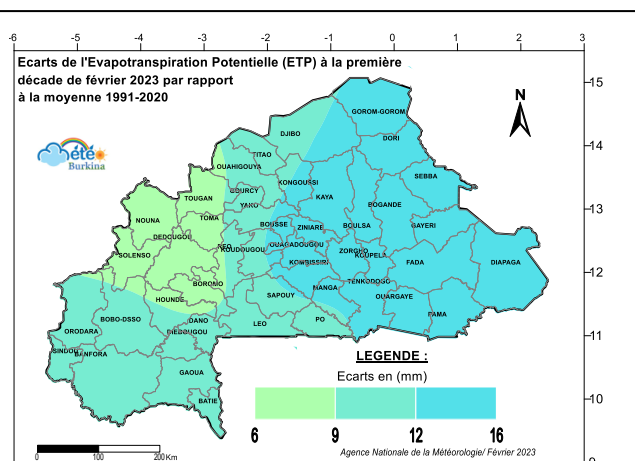 -6 -5 -4 -3 -2 -1 0 1 2 3
Ecarts de l'Evapotranspiration Potentielle (ETP) à la première
décade de février 2023 par rapport
à la moyenne 1991-2020
15
14
13
12
11
10
9
N
été
Burkina
GOROM-GOROM
DJIBO
DORI
TITAO
OUAHIGOUYA
SEBBA
KONGOUSSI
GOURCY
TOUGAN
KAYA
YAKO
BOGANDE
NOUNA
TOMA
BOUSSE
ZINIARE
BOULSA
GAYERI
DEDOUGOU
REO
KOUDOUGOU
OUAGADOUGOU
ZORGHO
KOUPELA
SOLENSO
KOMBISSIRI
FADA
DIAPAGA
BOROMO
MANGA
TENKODOGO
HOUNDE
SAPOUY
OUARGAYE
BOBO-DSSO
DANO
LEO
PO
PAMA
ORODARA
DIEBOUGOU
SINDOU
BANFORA
GAOUA
BATIE
LEGENDE :
Ecarts en (mm)
6 9 12 16
Agence Nationale de la Météorologie/ Février 2023
0 100 200 Km